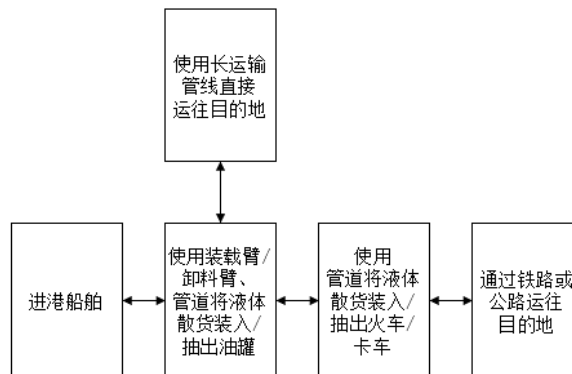 使用长运输
管线直接
运往目的地
进港船舶
使用装载臂/
卸料臂、
管道将液体
散货装入/
抽出油罐
使用
管道将液体
散货装入/
抽出火车/
卡车
通过铁路或
公路运往
目的地